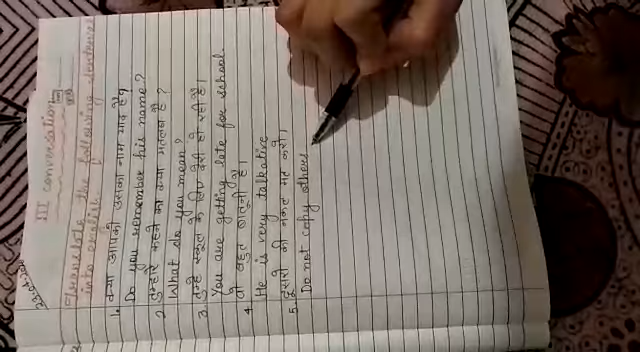 III conversation
Translate the following sentence
into english
1. क्या आपको उसका नाम याद है?
Do you remember his name?
2. तुम्हारे कहने का क्या मतलब है?
What do you mean?
3. तुम्हे स्कूल के लिए देरी हो रही है।
You are getting late for school
4. वो बहुत बातूनी है।
He is very talkative
5. दूसरों की नकल मत करो।
Do not copy others